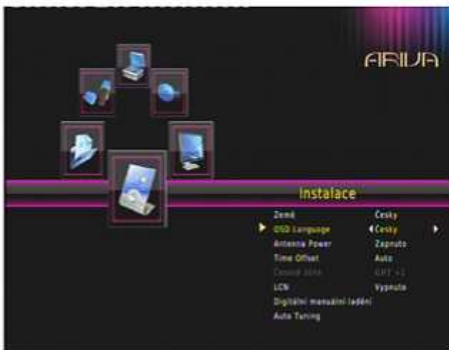 ARIVA
Instalace
Země Česky
OSD Language Česky
Antenna Power Zapnuto
Time Offset Auto
Časové zóna GMT +1
LCN Vypnuto
Digitální manuální ladění
Auto Tuning